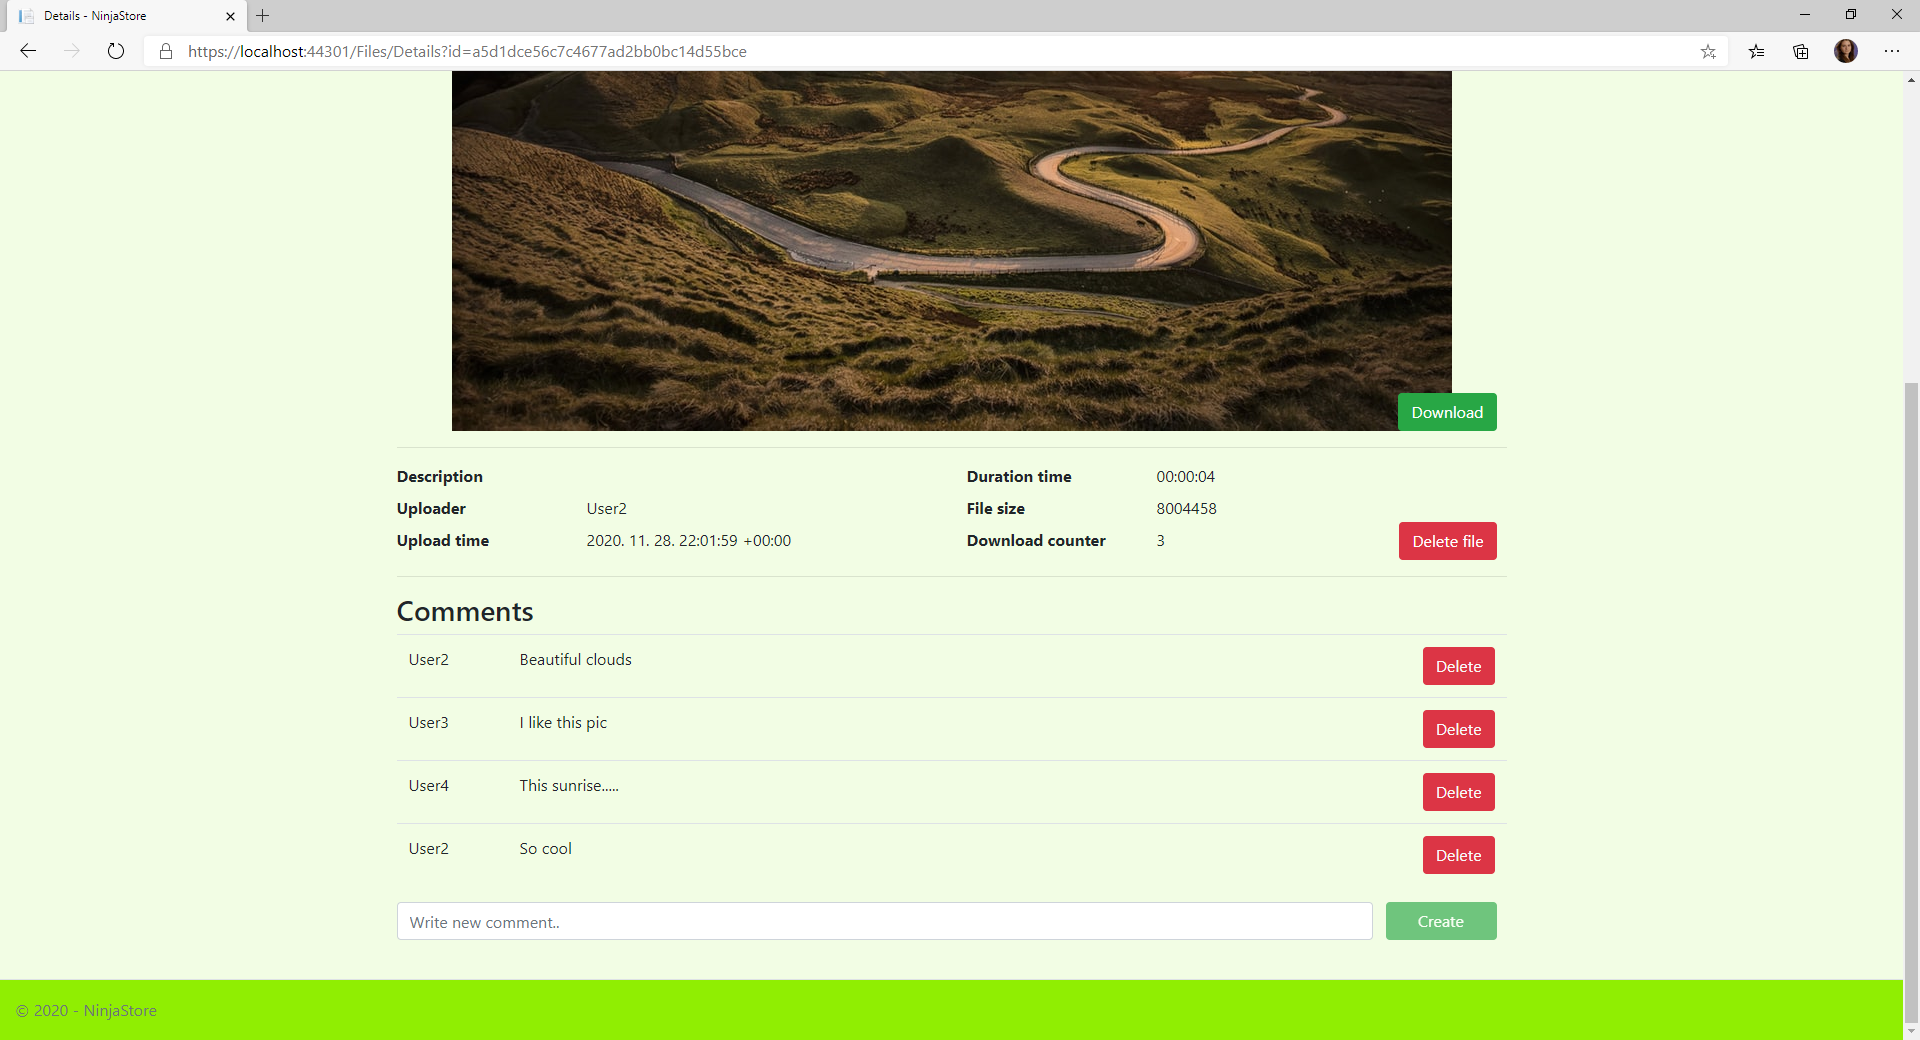 Details - NinjaStore
https://localhost:44301/Files/Details?id=a5d1dce56c7c4677ad2bb0bc14d55bce
Download
Description
Duration time 00:00:04
Uploader User2
File size 8004458
Upload time 2020. 11. 28. 22:01:59 +00:00
Download counter 3
Delete file
Comments
User2 Beautiful clouds Delete
User3 I like this pic Delete
User4 This sunrise..... Delete
User2 So cool Delete
Write new comment.. Create
© 2020 - NinjaStore